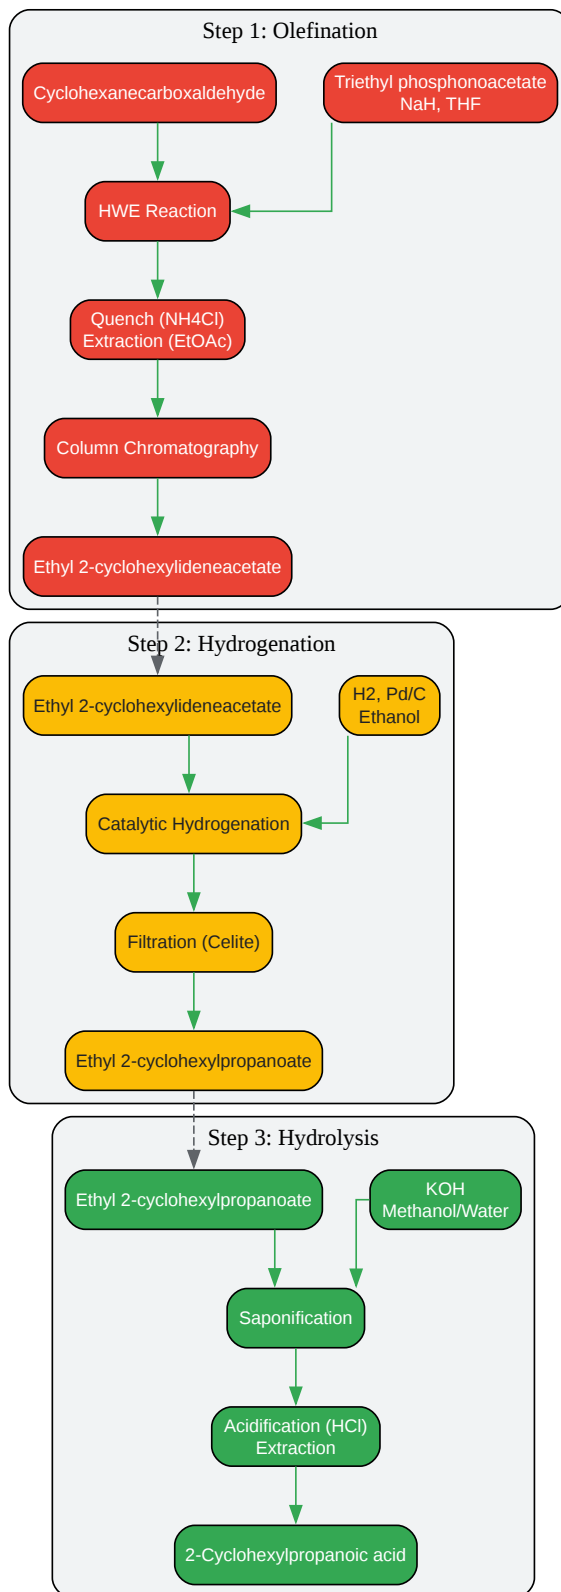 Step 1: Olefination
Cyclohexanecarboxaldehyde
Triethyl phosphonoacetate
NaH, THF
HWE Reaction
Quench (NH4Cl)
Extraction (EtOAc)
Column Chromatography
Ethyl 2-cyclohexylideneacetate
Step 2: Hydrogenation
Ethyl 2-cyclohexylideneacetate
H2, Pd/C
Ethanol
Catalytic Hydrogenation
Filtration (Celite)
Ethyl 2-cyclohexylpropanoate
Step 3: Hydrolysis
Ethyl 2-cyclohexylpropanoate
KOH
Methanol/Water
Saponification
Acidification (HCl)
Extraction
2-Cyclohexylpropanoic acid